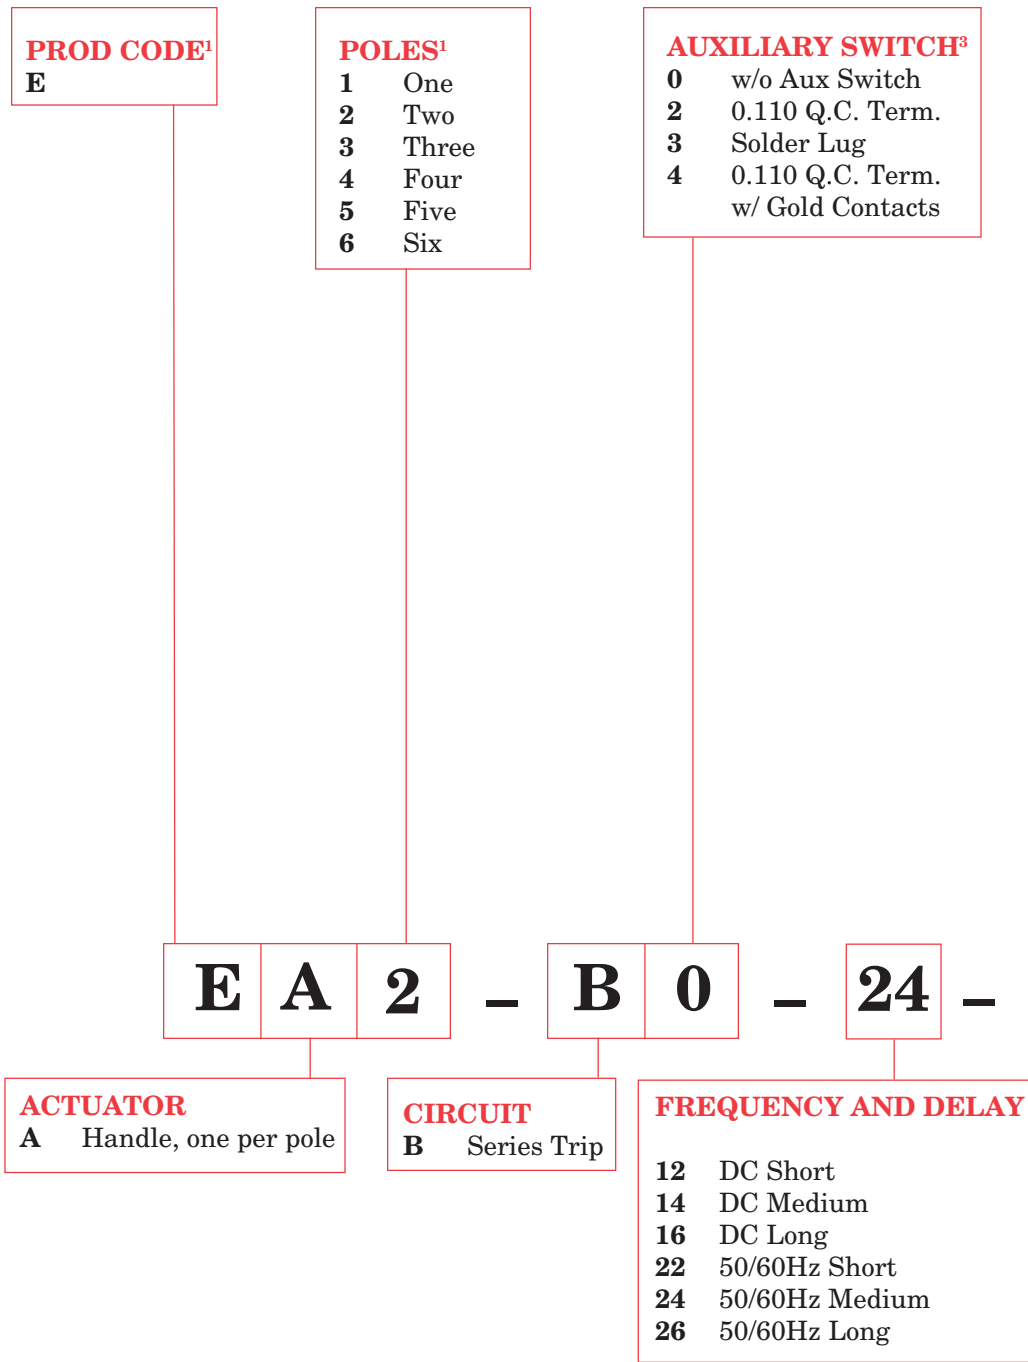 PROD CODE¹
E
POLES¹
1 One
2 Two
3 Three
4 Four
5 Five
6 Six
AUXILIARY SWITCH³
0 w/o Aux Switch
2 0.110 Q.C. Term.
3 Solder Lug
4 0.110 Q.C. Term.
w/ Gold Contacts
E A 2 – B 0 – 24 –
ACTUATOR
A Handle, one per pole
CIRCUIT
B Series Trip
FREQUENCY AND DELAY
12 DC Short
14 DC Medium
16 DC Long
22 50/60Hz Short
24 50/60Hz Medium
26 50/60Hz Long